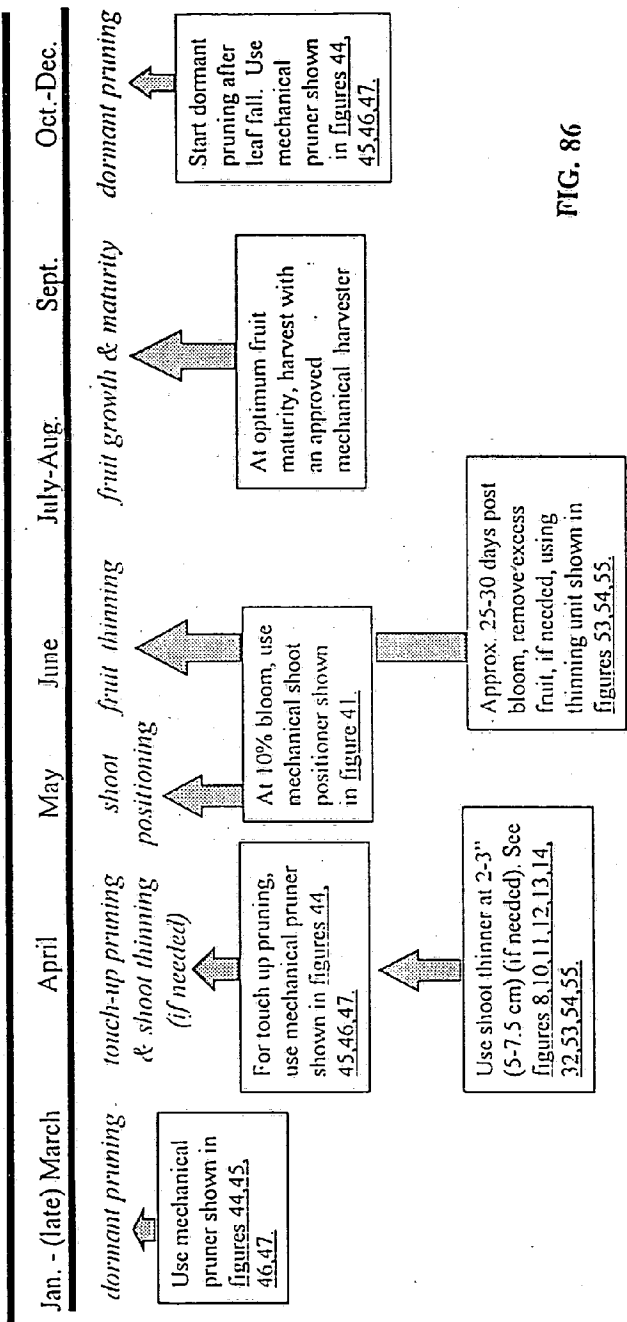 Jan. - (late) March April May June July-Aug. Sept. Oct.-Dec.
dormant pruning
touch-up pruning
& shoot thinning
(if needed)
shoot
positioning
fruit thinning
fruit growth & maturity
dormant pruning
Use mechanical
pruner shown in
figures 44,45,
46,47.
For touch up pruning,
use mechanical pruner
shown in figures 44,
45,46,47.
Use shoot thinner at 2-3"
(5-7.5 cm) (if needed). See
figures 8,10,11,12,13,14,
32,53,54,55.
At 10% bloom, use
mechanical shoot
positioner shown
in figure 41.
Approx. 25-30 days post
bloom, remove excess
fruit, if needed, using
thinning unit shown in
figures 53,54,55.
At optimum fruit
maturity, harvest with
an approved
mechanical harvester
Start dormant
pruning after
leaf fall. Use
mechanical
pruner shown
in figures 44,
45,46,47.
FIG. 86